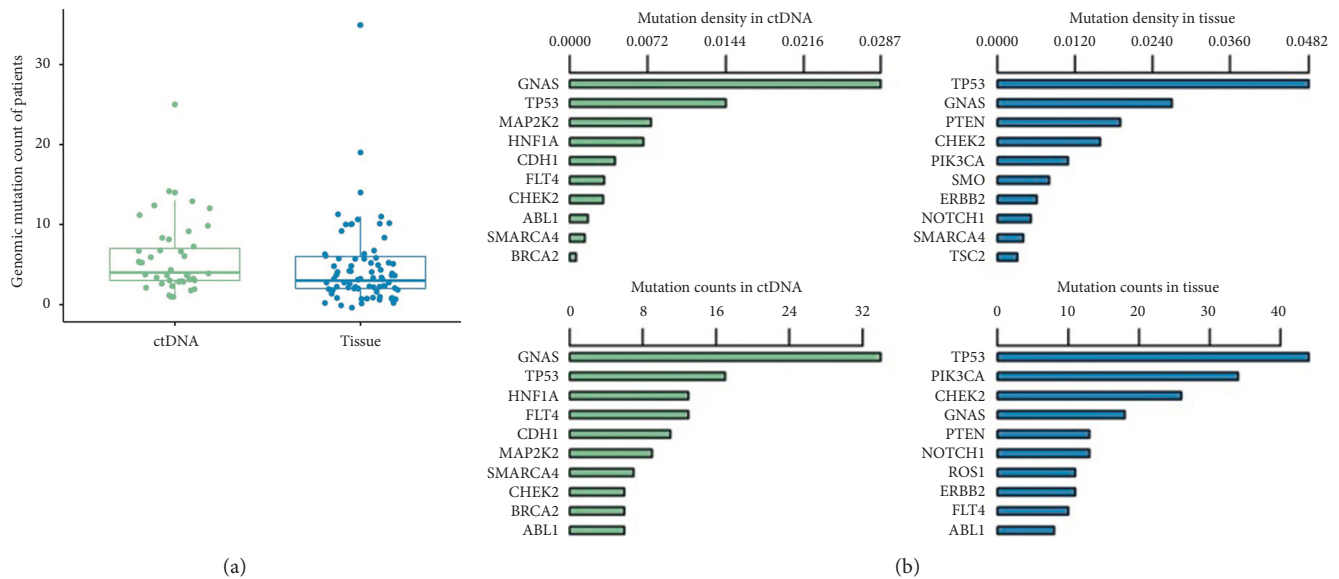 Genomic mutation count of patients
30
20
10
0
ctDNA
Tissue
(a)
Mutation density in ctDNA
0.0000 0.0072 0.0144 0.0216 0.0287
GNAS
TP53
MAP2K2
HNF1A
CDH1
FLT4
CHEK2
ABL1
SMARCA4
BRCA2
Mutation density in tissue
0.0000 0.0120 0.0240 0.0360 0.0482
TP53
GNAS
PTEN
CHEK2
PIK3CA
SMO
ERBB2
NOTCH1
SMARCA4
TSC2
Mutation counts in ctDNA
0 8 16 24 32
GNAS
TP53
HNF1A
FLT4
CDH1
MAP2K2
SMARCA4
CHEK2
BRCA2
ABL1
Mutation counts in tissue
0 10 20 30 40
TP53
PIK3CA
CHEK2
GNAS
PTEN
NOTCH1
ROS1
ERBB2
FLT4
ABL1
(b)